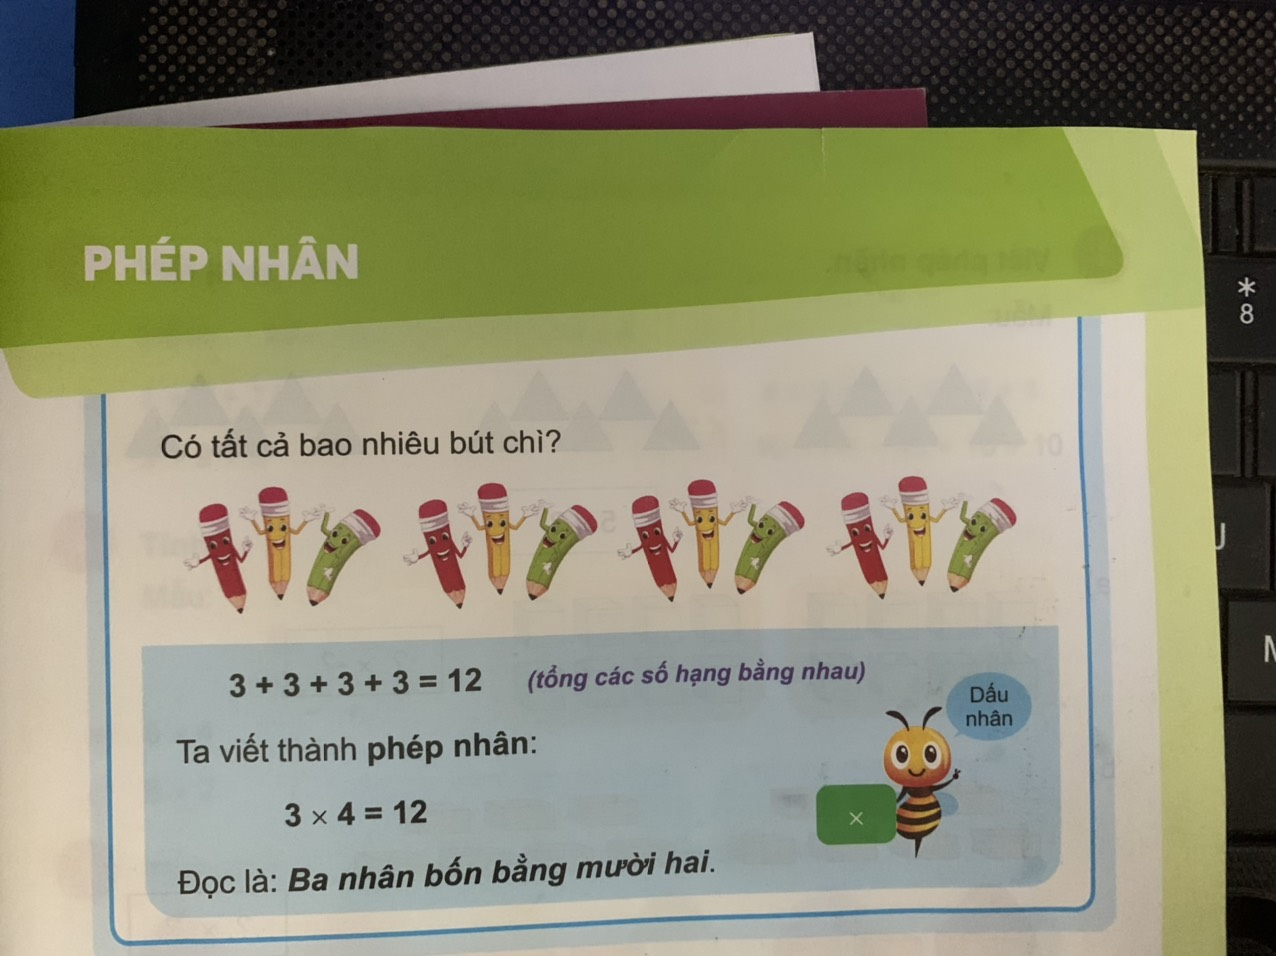 PHÉP NHÂN
Có tất cả bao nhiêu bút chì?
3 + 3 + 3 + 3 = 12 (tổng các số hạng bằng nhau)
Dấu
nhân
Ta viết thành phép nhân:
3 × 4 = 12
×
Đọc là: Ba nhân bốn bằng mười hai.
*
8